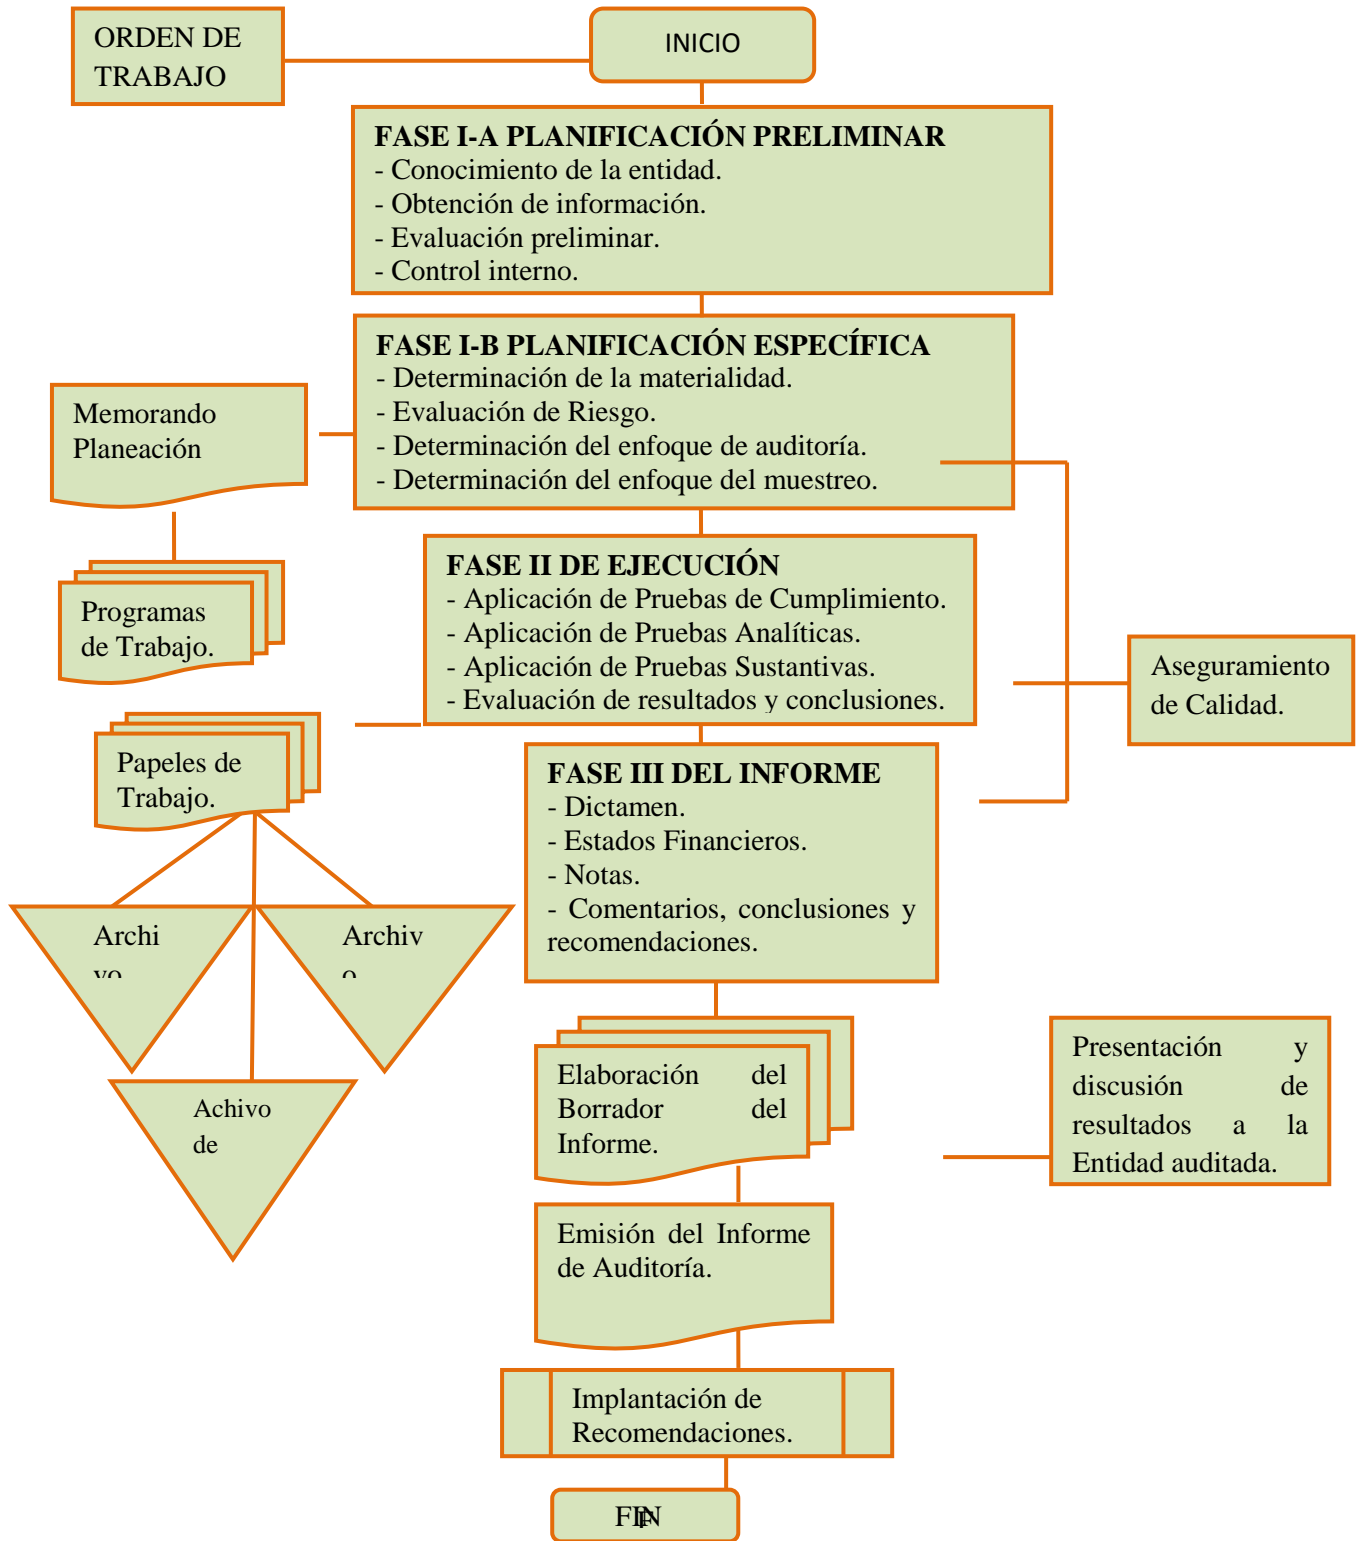 ORDEN DE
TRABAJO
INICIO
FASE I-A PLANIFICACIÓN PRELIMINAR
- Conocimiento de la entidad.
- Obtención de información.
- Evaluación preliminar.
- Control interno.
FASE I-B PLANIFICACIÓN ESPECÍFICA
- Determinación de la materialidad.
- Evaluación de Riesgo.
- Determinación del enfoque de auditoría.
- Determinación del enfoque del muestreo.
Memorando
Planeación
Programas
de Trabajo.
FASE II DE EJECUCIÓN
- Aplicación de Pruebas de Cumplimiento.
- Aplicación de Pruebas Analíticas.
- Aplicación de Pruebas Sustantivas.
- Evaluación de resultados y conclusiones.
Aseguramiento
de Calidad.
Papeles de
Trabajo.
FASE III DEL INFORME
- Dictamen.
- Estados Financieros.
- Notas.
- Comentarios, conclusiones y
recomendaciones.
Archi
vo
Archiv
o
Achivo
de
Elaboración del
Borrador del
Informe.
Presentación y
discusión de
resultados a la
Entidad auditada.
Emisión del Informe
de Auditoría.
Implantación de
Recomendaciones.
FIN